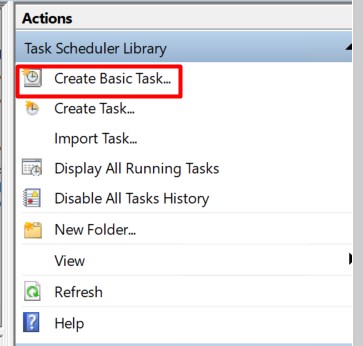 Actions
Task Scheduler Library
Create Basic Task...
Create Task...
Import Task...
Display All Running Tasks
Disable All Tasks History
New Folder...
View
Refresh
Help